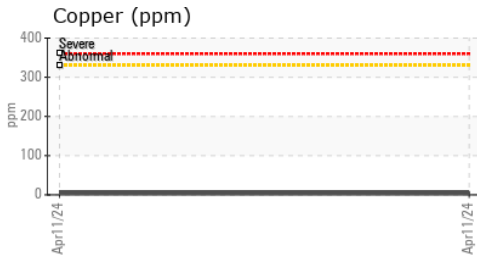 Copper (ppm)
400
Severe
Abnormal
300
ppm
200
100
0
Apr11/24
Apr11/24